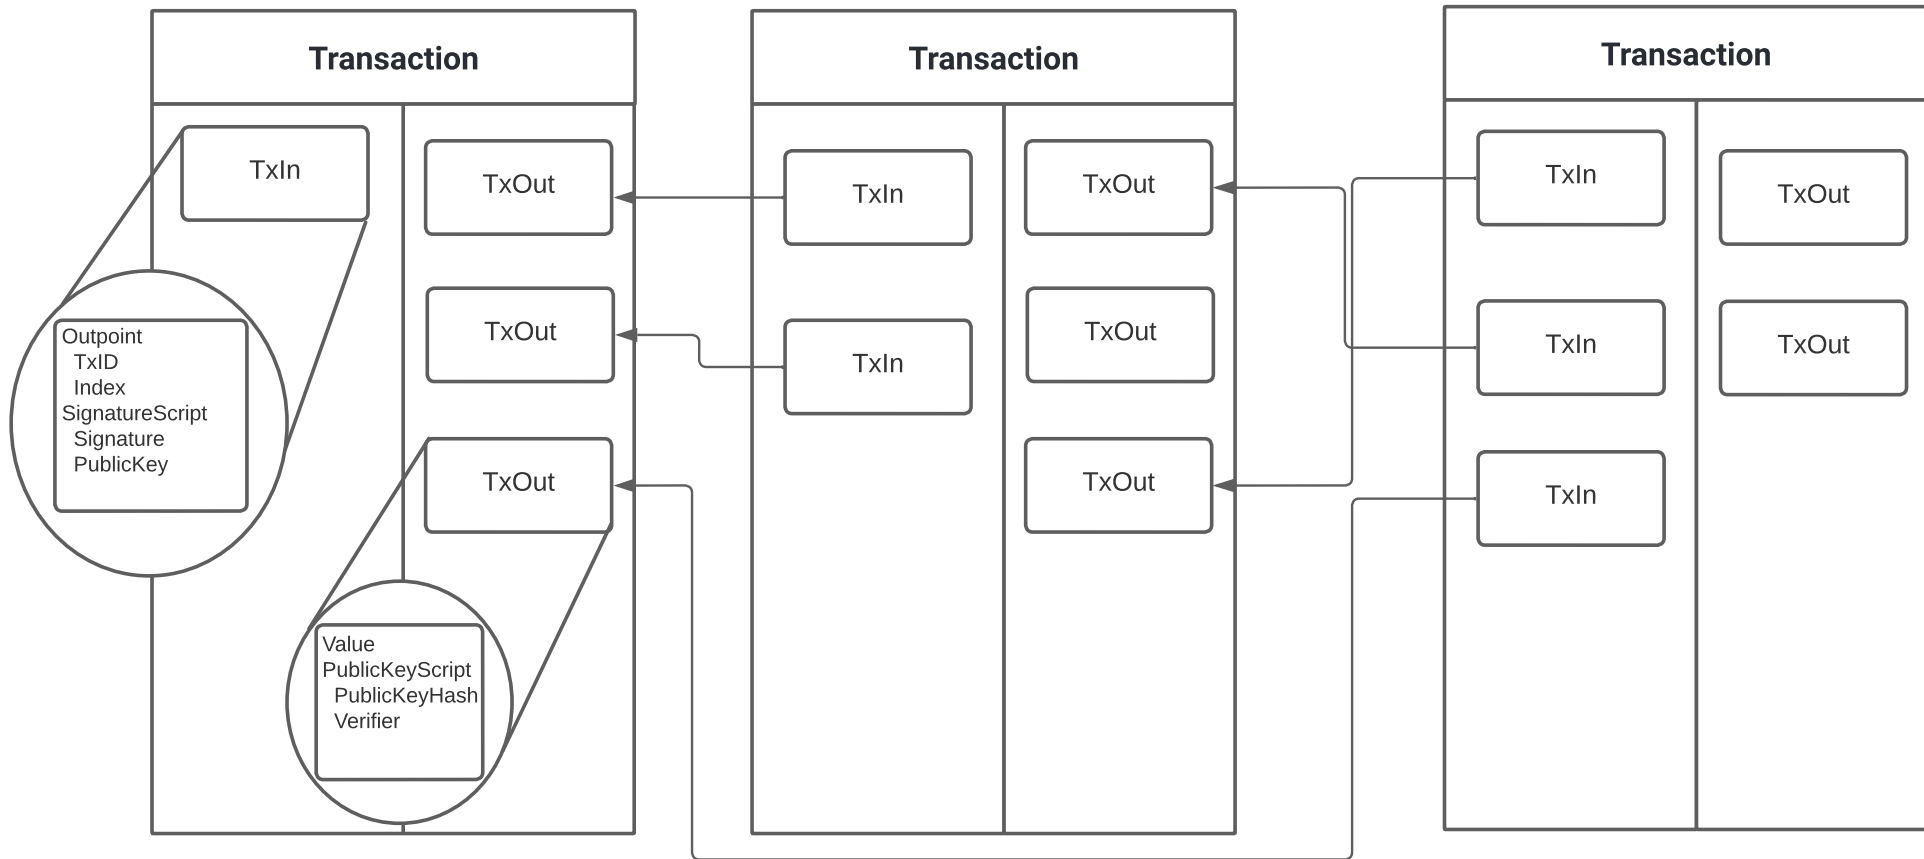 Transaction
TxIn
TxOut
TxOut
TxOut
Outpoint
TxID
Index
SignatureScript
Signature
PublicKey
Value
PublicKeyScript
PublicKeyHash
Verifier
Transaction
TxIn
TxIn
TxOut
TxOut
TxOut
Transaction
TxIn
TxIn
TxIn
TxOut
TxOut